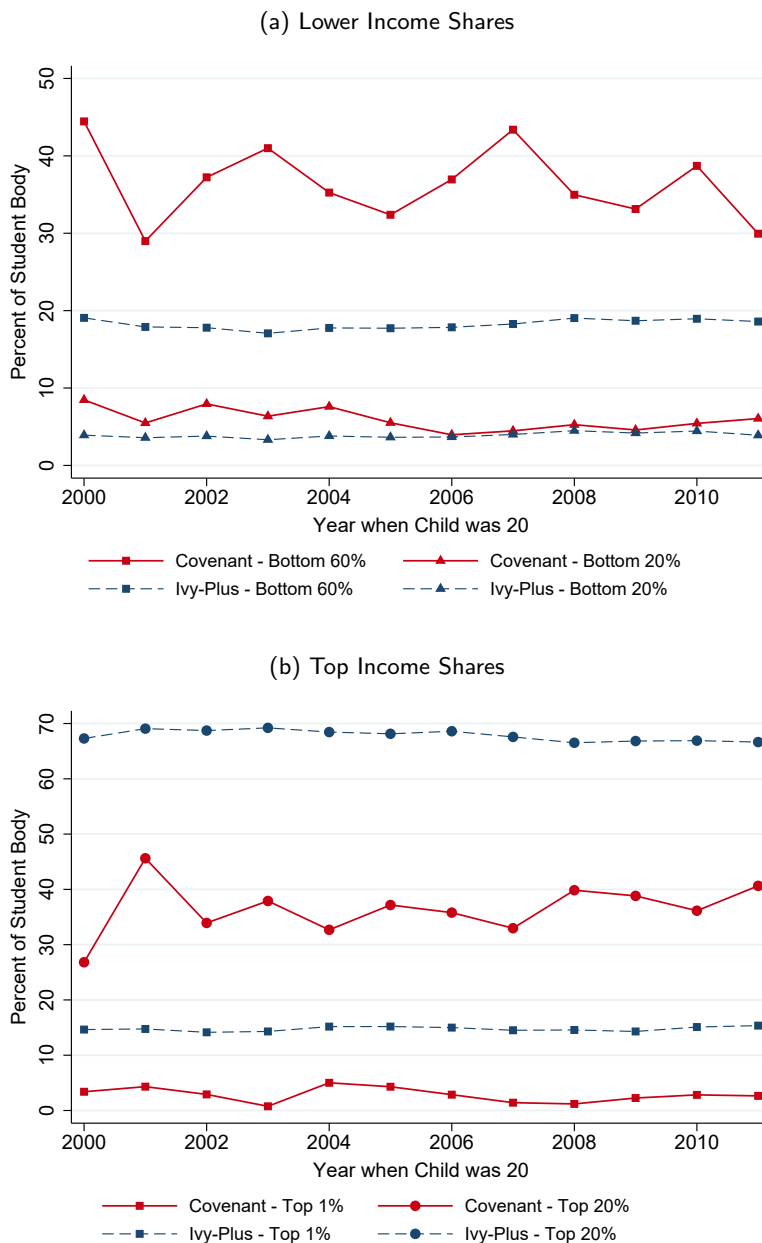 (a) Lower Income Shares
Percent of Student Body
50
40
30
20
10
0
2000 2002 2004 2006 2008 2010
Year when Child was 20
Covenant - Bottom 60% Covenant - Bottom 20%
Ivy-Plus - Bottom 60% Ivy-Plus - Bottom 20%
(b) Top Income Shares
Percent of Student Body
70
60
50
40
30
20
10
0
2000 2002 2004 2006 2008 2010
Year when Child was 20
Covenant - Top 1% Covenant - Top 20%
Ivy-Plus - Top 1% Ivy-Plus - Top 20%